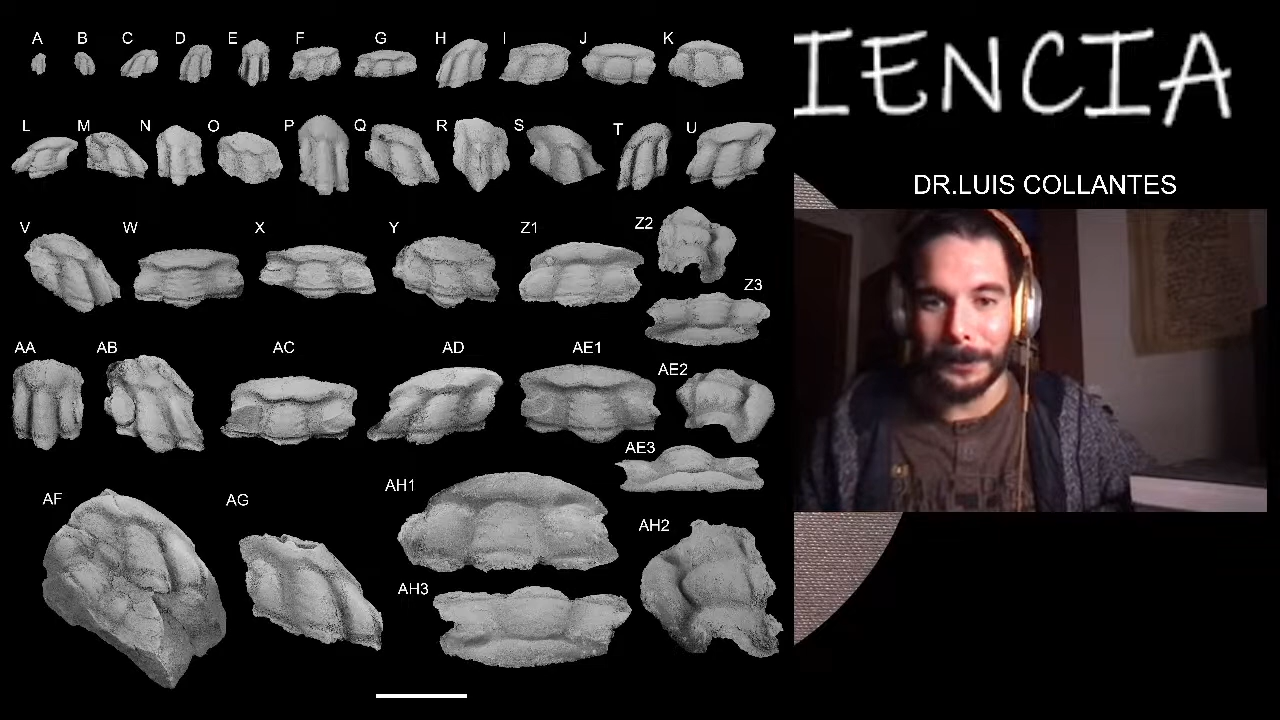 IENCIA
DR.LUIS COLLANTES
A B C D E F G H I J K
L M N O P Q R S T U
V W X Y Z1 Z2
Z3
AA AB AC AD AE1
AE2
AE3
AF AG AH1
AH2
AH3